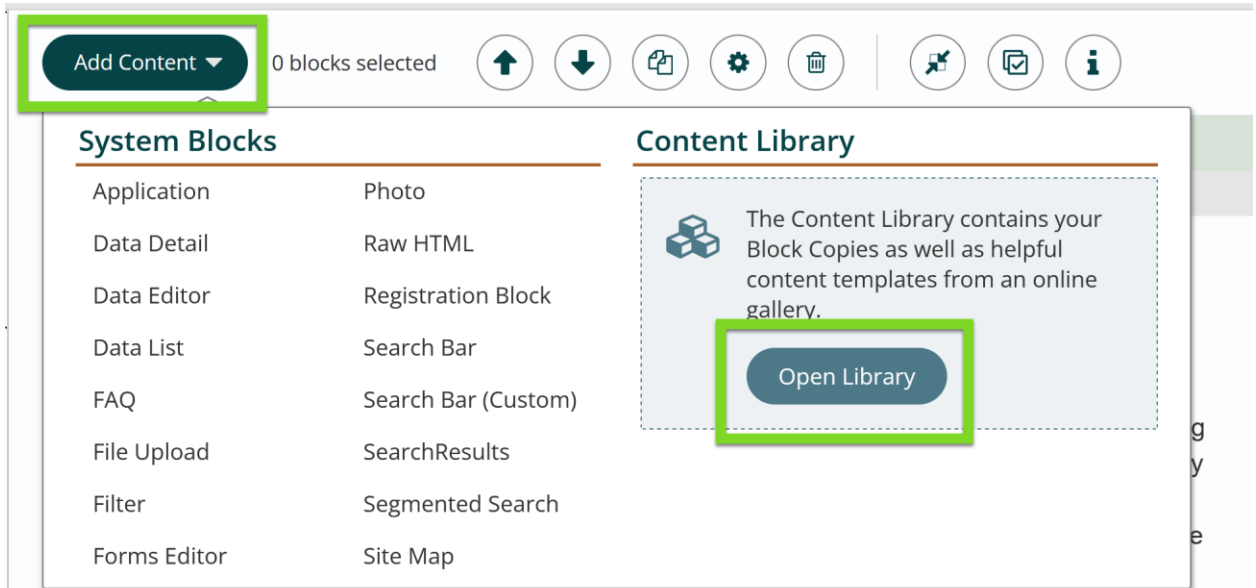 Add Content
0 blocks selected
System Blocks
Application
Data Detail
Data Editor
Data List
FAQ
File Upload
Filter
Forms Editor
Photo
Raw HTML
Registration Block
Search Bar
Search Bar (Custom)
SearchResults
Segmented Search
Site Map
Content Library
The Content Library contains your
Block Copies as well as helpful
content templates from an online
gallery.
Open Library
g
y
e